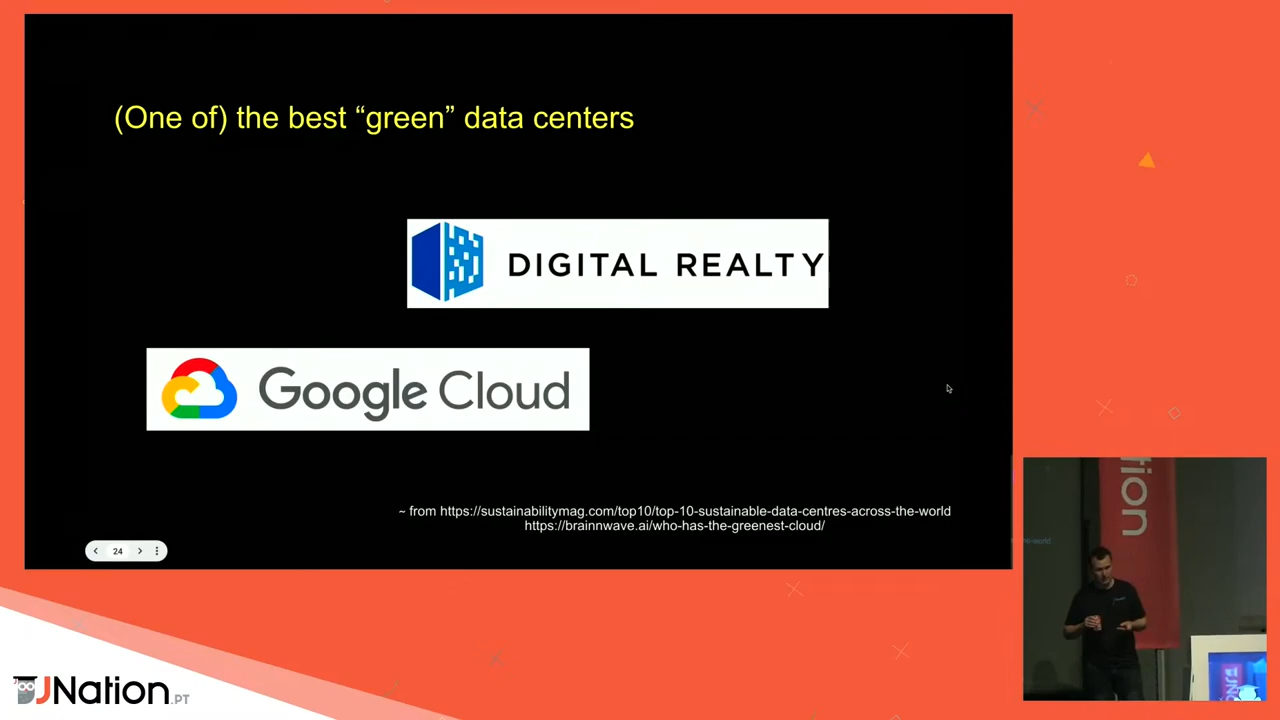 (One of) the best “green” data centers
DIGITAL REALTY
Google Cloud
~ from https://sustainabilitymag.com/top10/top-10-sustainable-data-centres-across-the-world
https://brainnwave.ai/who-has-the-greenest-cloud/
24
JNation.PT
tion